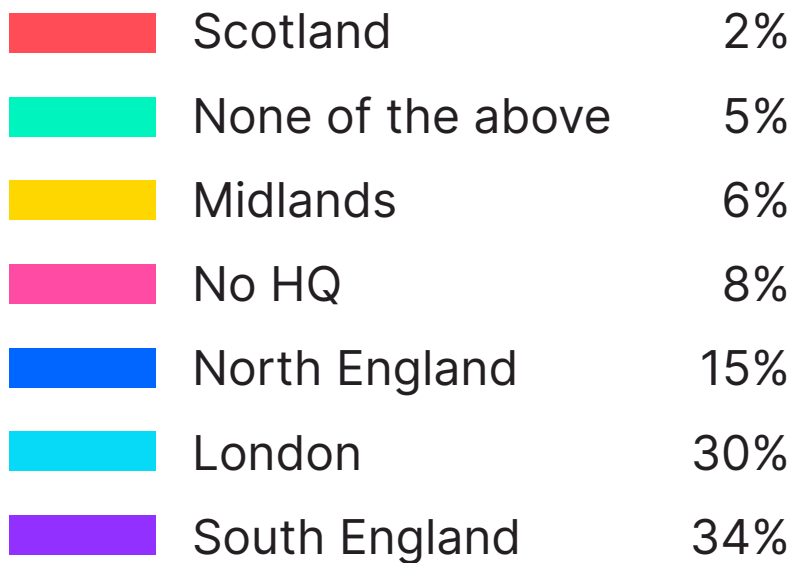 Scotland 2%
None of the above 5%
Midlands 6%
No HQ 8%
North England 15%
London 30%
South England 34%